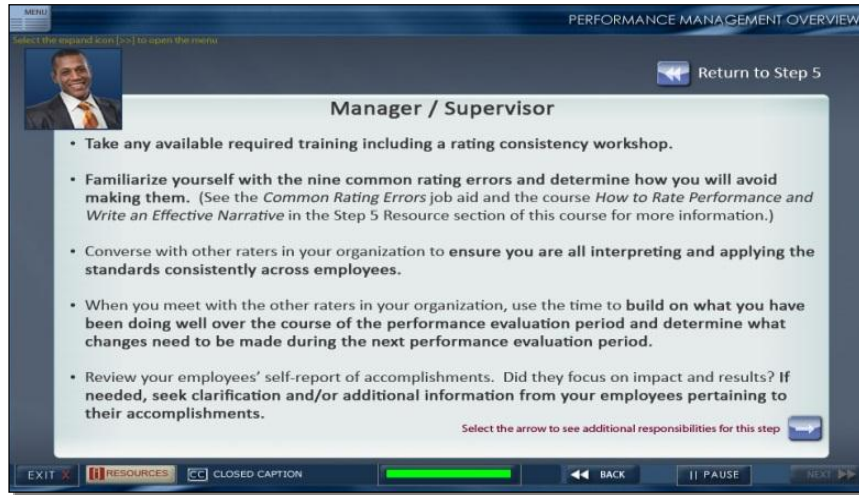 MENU
PERFORMANCE MANAGEMENT OVERVIEW
Select the expand icon [>>] to open the menu
Return to Step 5
Manager / Supervisor
• Take any available required training including a rating consistency workshop.
• Familiarize yourself with the nine common rating errors and determine how you will avoid
making them. (See the Common Rating Errors job aid and the course How to Rate Performance and
Write an Effective Narrative in the Step 5 Resource section of this course for more information.)
• Converse with other raters in your organization to ensure you are all interpreting and applying the
standards consistently across employees.
• When you meet with the other raters in your organization, use the time to build on what you have
been doing well over the course of the performance evaluation period and determine what
changes need to be made during the next performance evaluation period.
• Review your employees’ self-report of accomplishments. Did they focus on impact and results? If
needed, seek clarification and/or additional information from your employees pertaining to
their accomplishments.
Select the arrow to see additional responsibilities for this step
EXIT X RESOURCES CC CLOSED CAPTION BACK || PAUSE NEXT